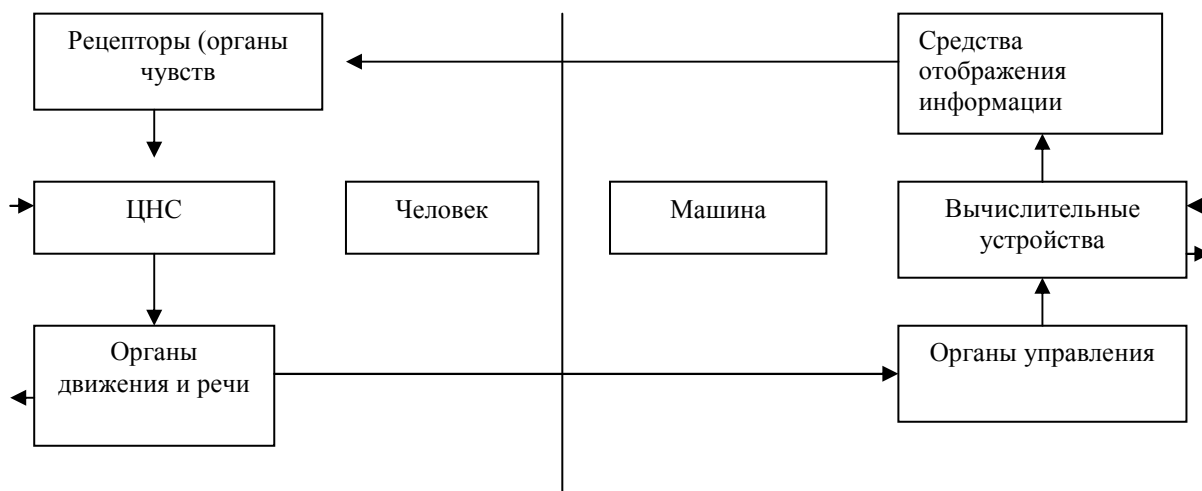 Рецепторы (органы
чувств
Средства
отображения
информации
ЦНС
Человек
Машина
Вычислительные
устройства
Органы
движения и речи
Органы управления